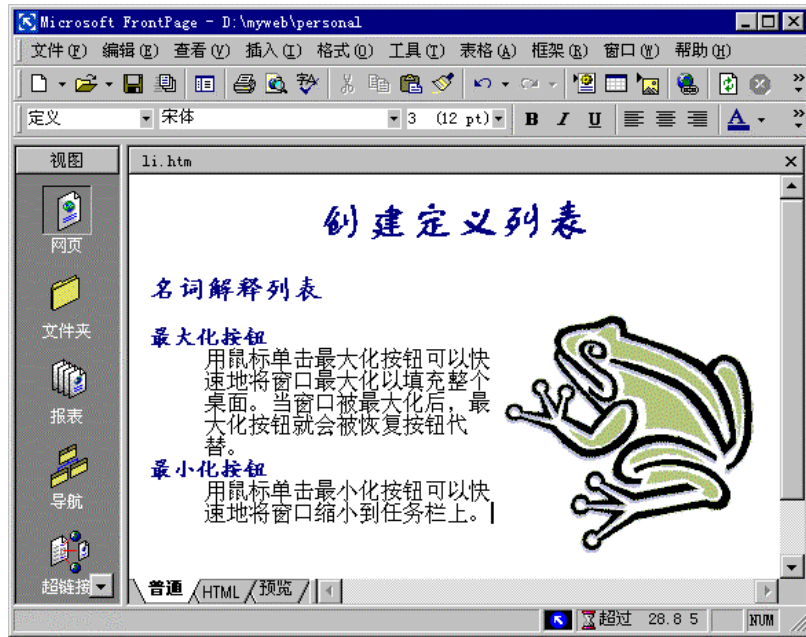 Microsoft FrontPage - D:\myweb\personal
文件(F) 编辑(E) 查看(V) 插入(I) 格式(O) 工具(T) 表格(A) 框架(R) 窗口(W) 帮助(H)
定义 宋体 3 (12 pt) B I U A
视图 li.htm
网页
文件夹
报表
导航
超链接
创建定义列表
名词解释列表
最大化按钮
用鼠标单击最大化按钮可以快
速地将窗口最大化以填充整个
桌面。当窗口被最大化后，最
大化按钮就会被恢复按钮代
替。
最小化按钮
用鼠标单击最小化按钮可以快
速地将窗口缩小到任务栏上。
普通 HTML 预览
超过 28.8 5 NUM